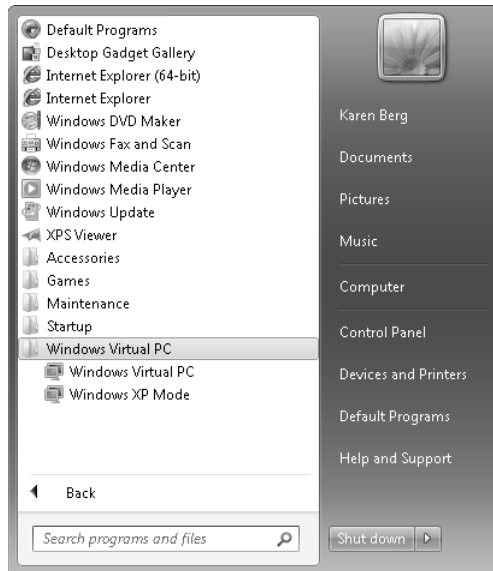 Default Programs
Desktop Gadget Gallery
Internet Explorer (64-bit)
Internet Explorer
Windows DVD Maker
Windows Fax and Scan
Windows Media Center
Windows Media Player
Windows Update
XPS Viewer
Accessories
Games
Maintenance
Startup
Windows Virtual PC
Windows Virtual PC
Windows XP Mode
Back
Search programs and files
Karen Berg
Documents
Pictures
Music
Computer
Control Panel
Devices and Printers
Default Programs
Help and Support
Shut down